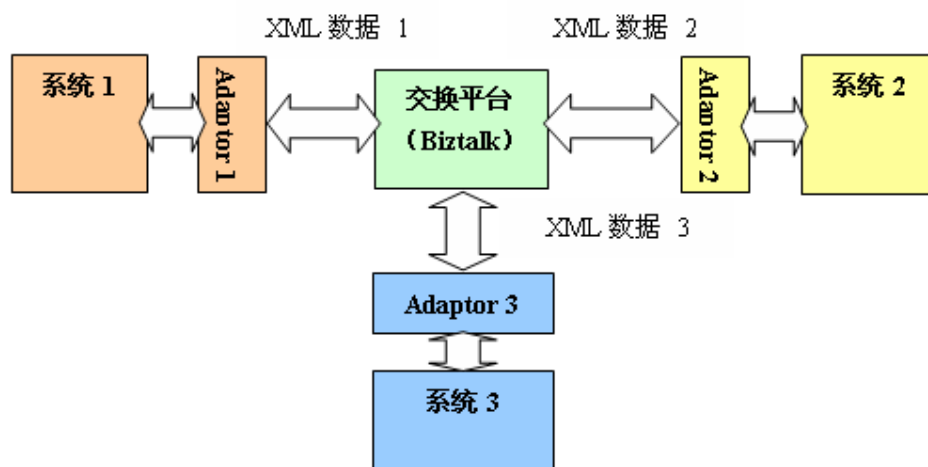 XML 数据 1
XML 数据 2
系统 1
Adaptor 1
交换平台
（Biztalk）
Adaptor 2
系统 2
XML 数据 3
Adaptor 3
系统 3